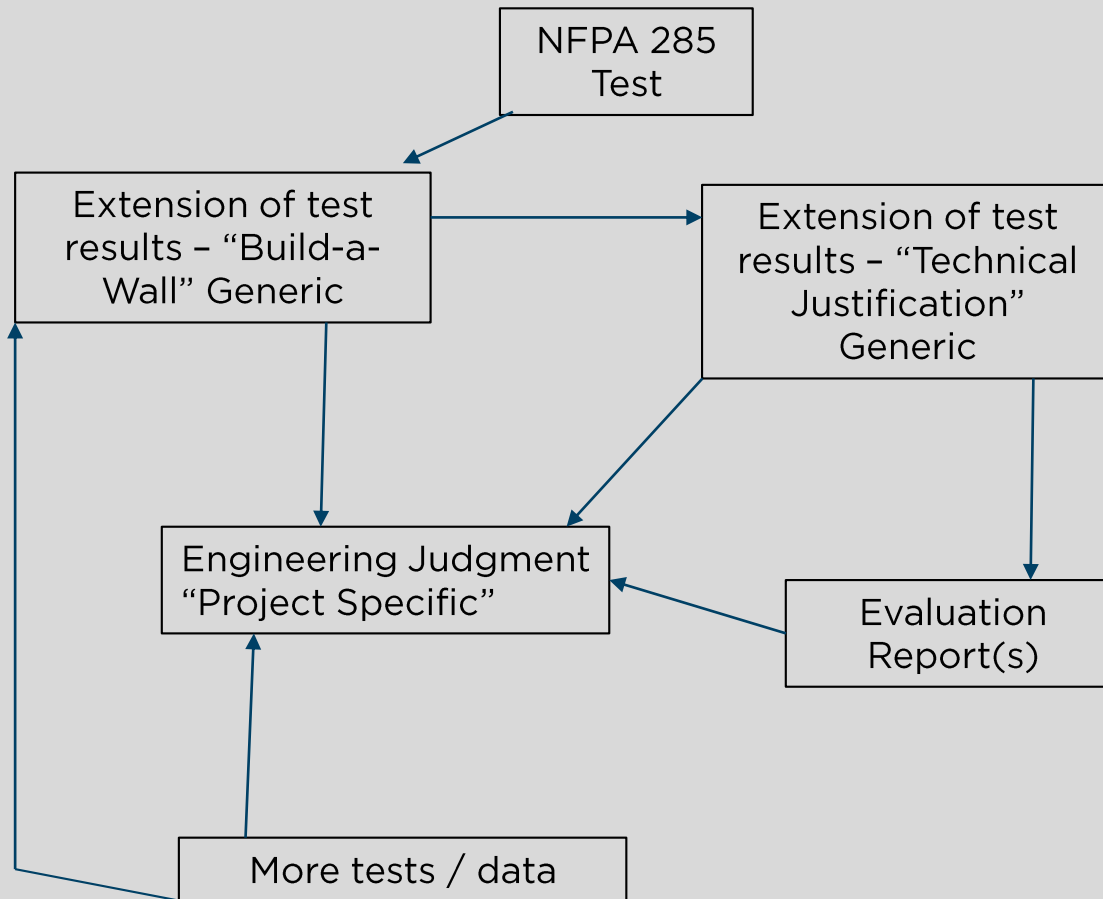 NFPA 285
Test
Extension of test
results – “Build-a-
Wall” Generic
Extension of test
results – “Technical
Justification”
Generic
Engineering Judgment
“Project Specific”
Evaluation
Report(s)
More tests / data